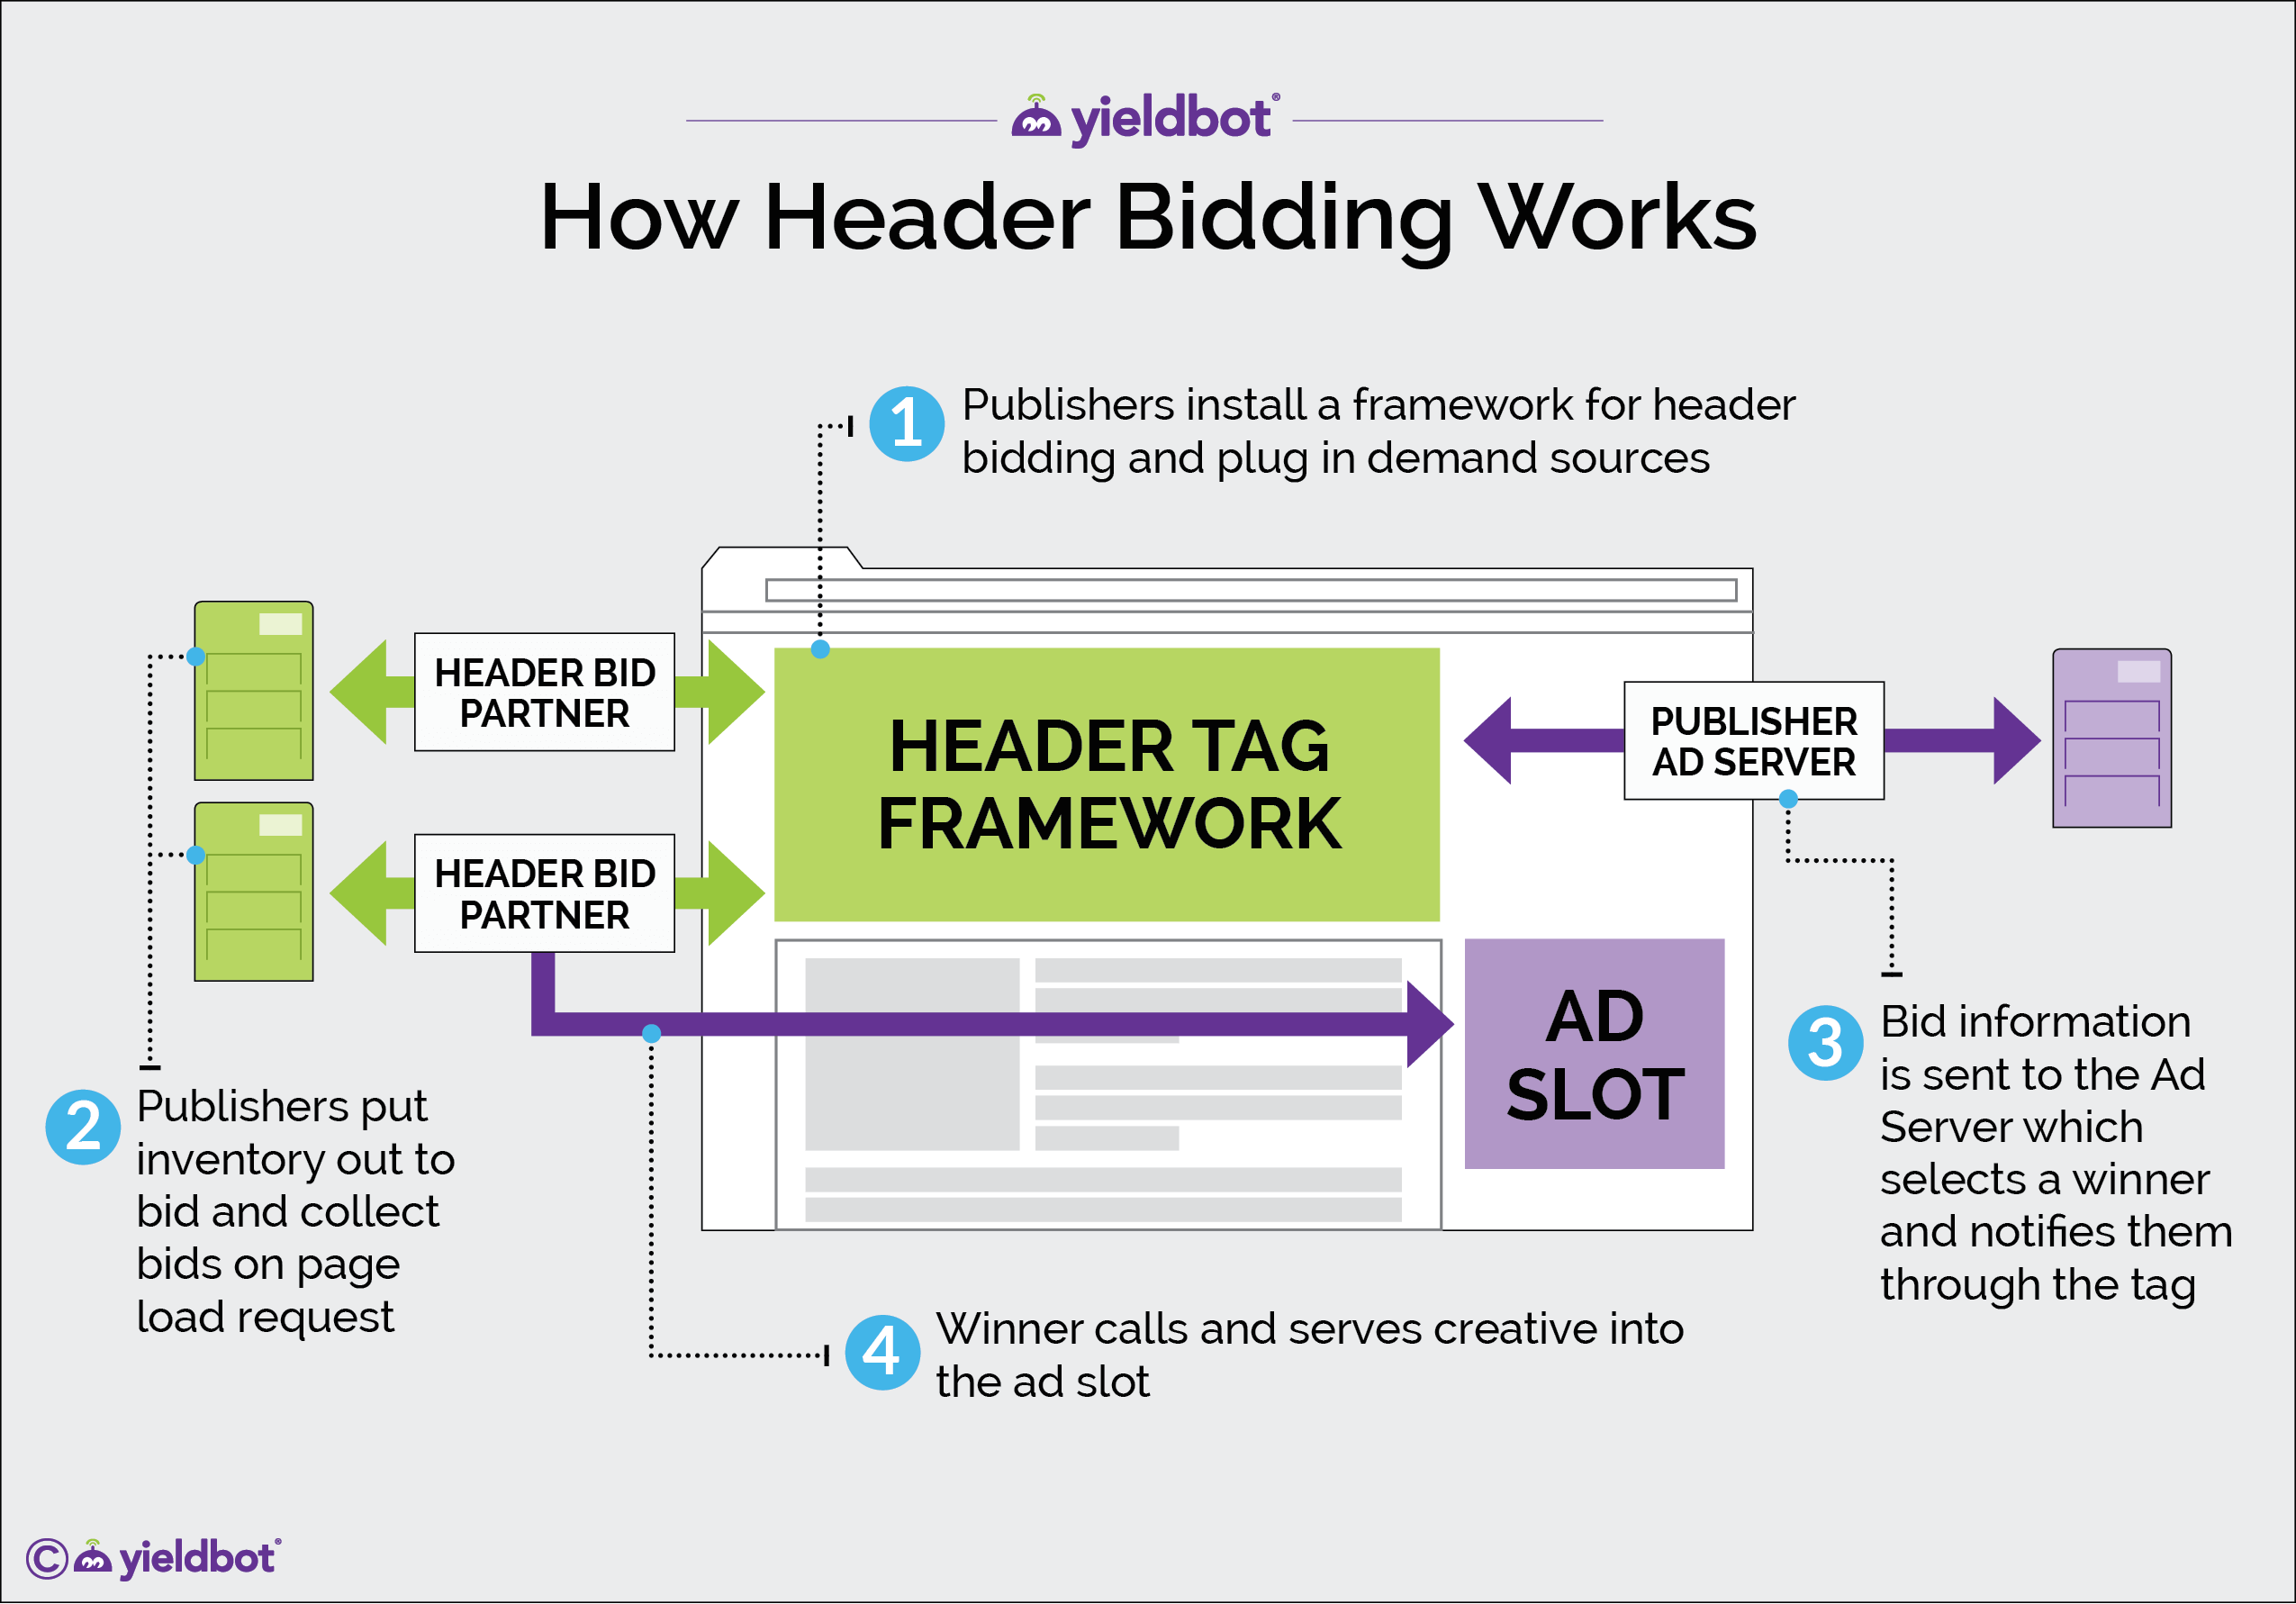 yieldbot®
How Header Bidding Works
1 Publishers install a framework for header
bidding and plug in demand sources
HEADER BID
PARTNER
HEADER TAG
FRAMEWORK
PUBLISHER
AD SERVER
HEADER BID
PARTNER
AD
SLOT
2 Publishers put
inventory out to
bid and collect
bids on page
load request
3 Bid information
is sent to the Ad
Server which
selects a winner
and notifies them
through the tag
4 Winner calls and serves creative into
the ad slot
© yieldbot®